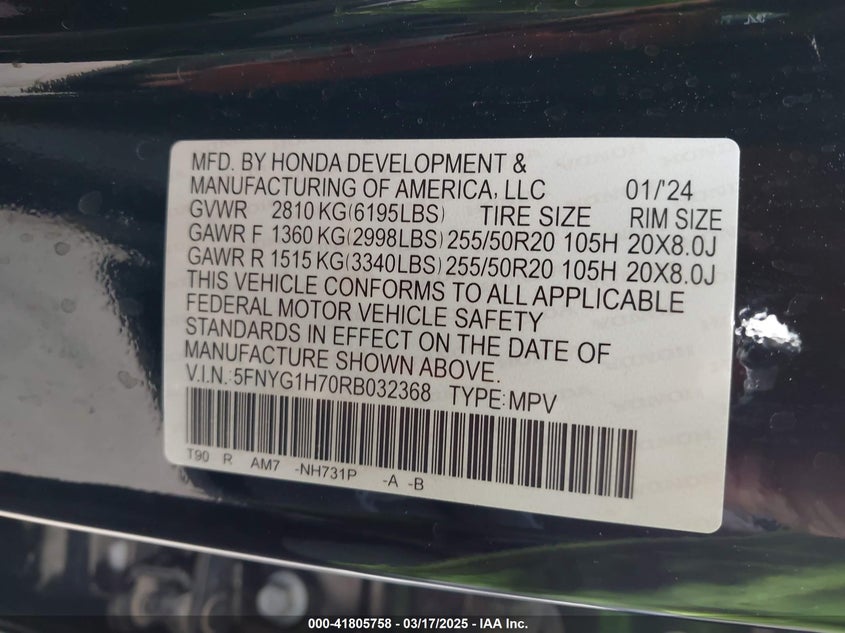 MFD. BY HONDA DEVELOPMENT &
MANUFACTURING OF AMERICA, LLC 01/'24
GVWR 2810 KG(6195LBS) TIRE SIZE RIM SIZE
GAWR F 1360 KG(2998LBS) 255/50R20 105H 20X8.0J
GAWR R 1515 KG(3340LBS) 255/50R20 105H 20X8.0J
THIS VEHICLE CONFORMS TO ALL APPLICABLE
FEDERAL MOTOR VEHICLE SAFETY
STANDARDS IN EFFECT ON THE DATE OF
MANUFACTURE SHOWN ABOVE.
V.I.N.:5FNYG1H70RB032368 TYPE:MPV
T90 R AM7 -NH731P -A -B
000-41805758 - 03/17/2025 - IAA Inc.